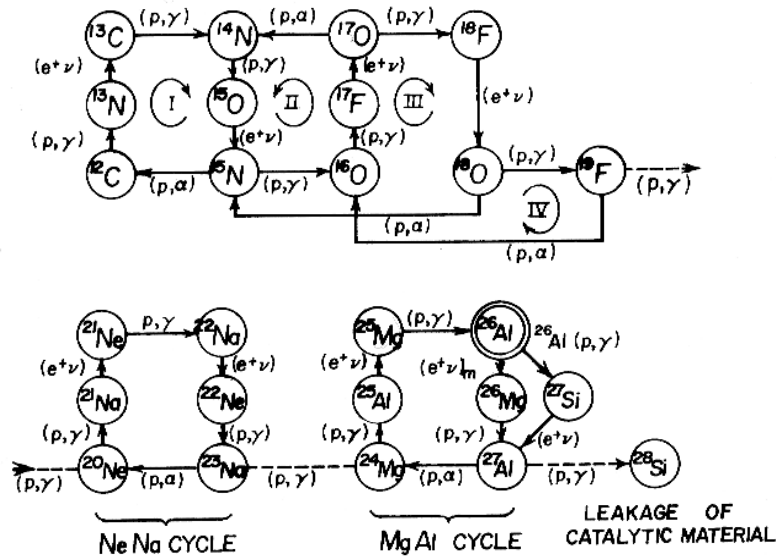 (p,γ) (p,α) (p,γ)
¹³C ¹⁴N ¹⁷O ¹⁸F
(e⁺ν) (p,γ) (e⁺ν)
¹³N I ¹⁵O II ¹⁷F III (e⁺ν)
(p,γ) (e⁺ν) (p,γ)
¹²C (p,α) ¹⁵N (p,γ) ¹⁶O ¹⁸O (p,γ) ¹⁹F (p,γ)
IV
(p,α)
(p,α)
²¹Ne p,γ ²²Na ²⁵Mg (p,γ) ²⁶Al ²⁶Al(p,γ)
(e⁺ν) (e⁺ν) (e⁺ν) (e⁺ν)m
²¹Na ²²Ne ²⁵Al ²⁶Mg ²⁷Si
(p,γ) (p,γ) (p,γ) (p,γ) (e⁺ν)
(p,γ) ²⁰Ne (p,α) ²³Na (p,γ) ²⁴Mg (p,α) ²⁷Al (p,γ) ²⁸Si
NeNa CYCLE MgAl CYCLE
LEAKAGE OF
CATALYTIC MATERIAL